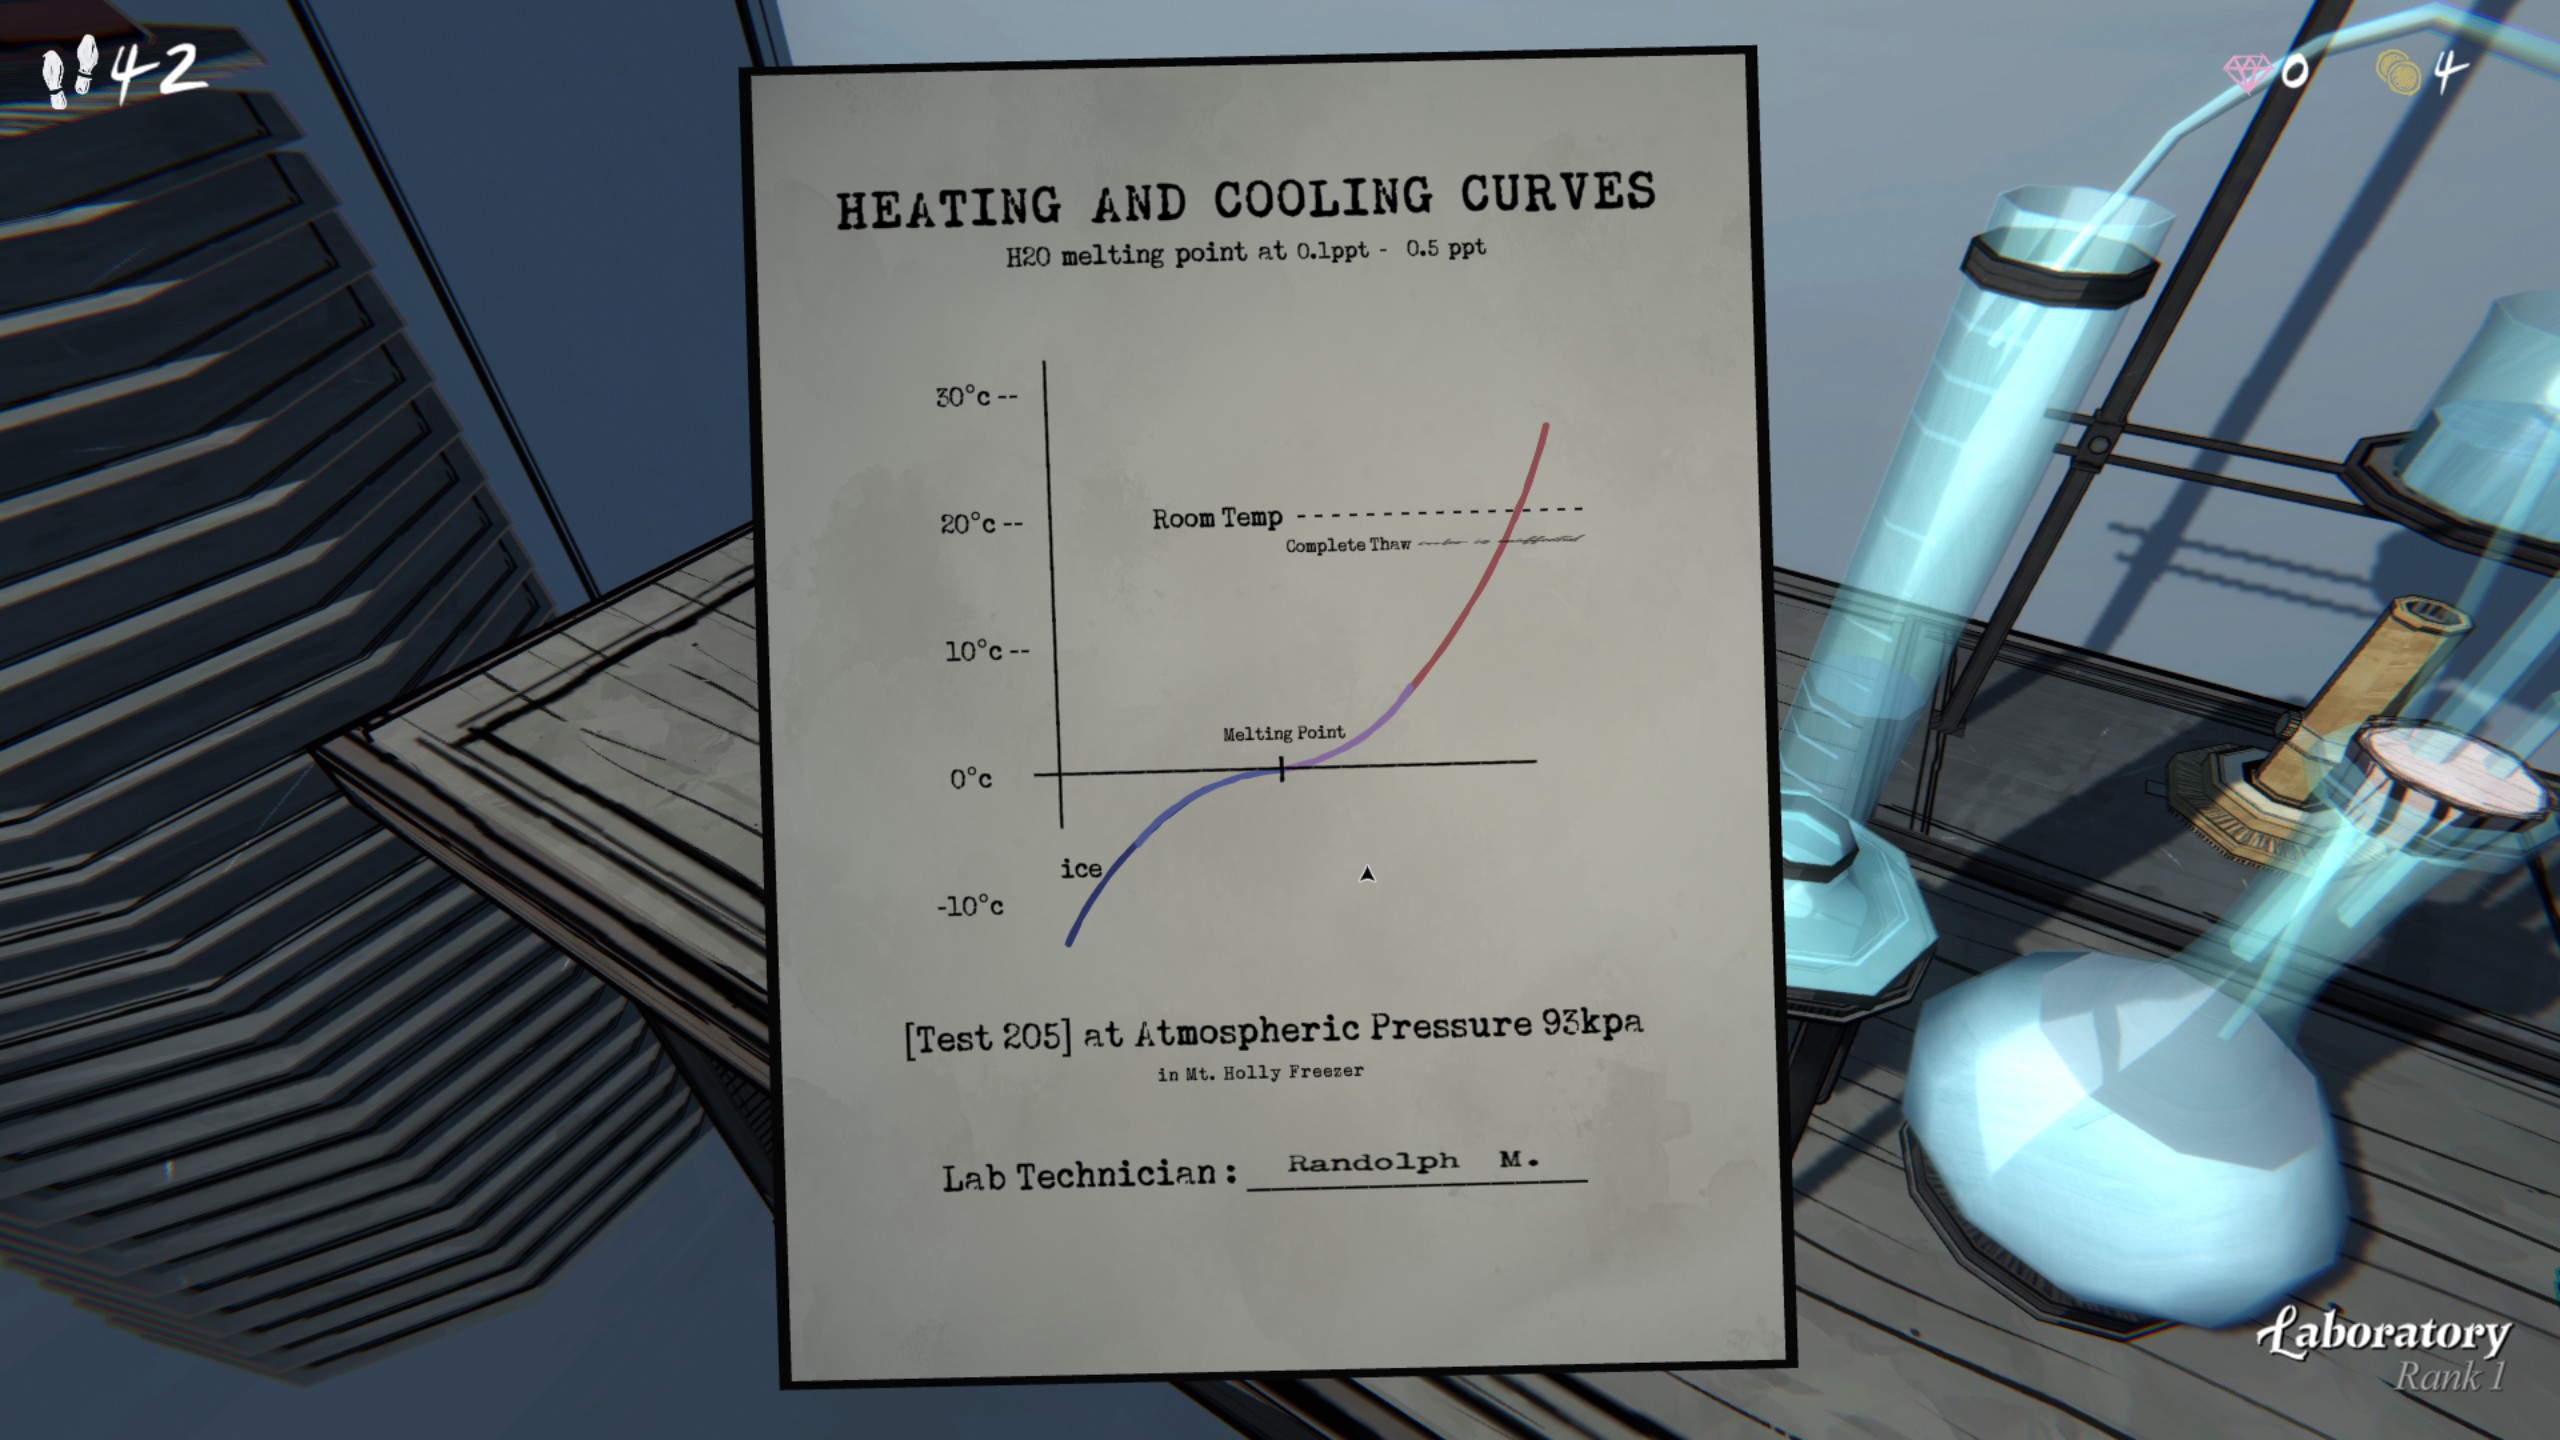 42
0 4
HEATING AND COOLING CURVES
H2O melting point at 0.1ppt - 0.5 ppt
30°c --
20°c --
Room Temp ------------------
Complete Thaw
10°c --
Melting Point
0°c
ice
-10°c
[Test 205] at Atmospheric Pressure 93kpa
in Mt. Holly Freezer
Lab Technician: Randolph M.
Laboratory
Rank 1